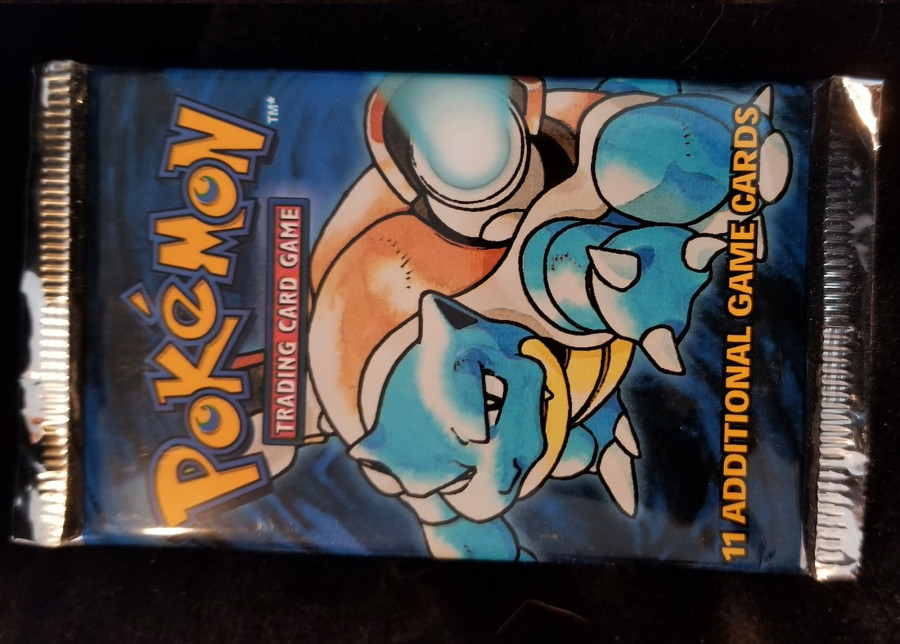 Pokémon™*
TRADING CARD GAME
11 ADDITIONAL GAME CARDS